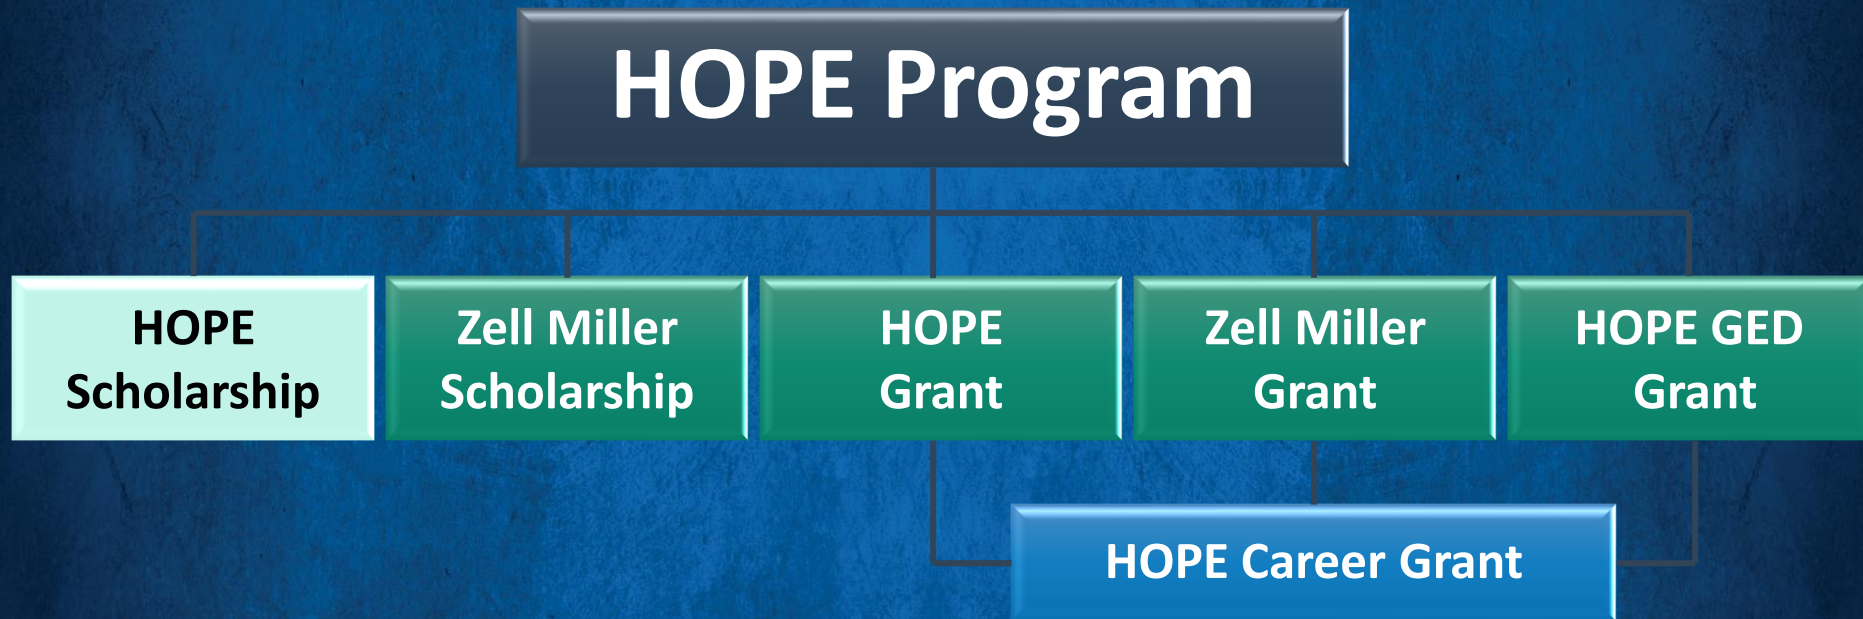 HOPE Program
HOPE
Scholarship
Zell Miller
Scholarship
HOPE
Grant
Zell Miller
Grant
HOPE GED
Grant
HOPE Career Grant